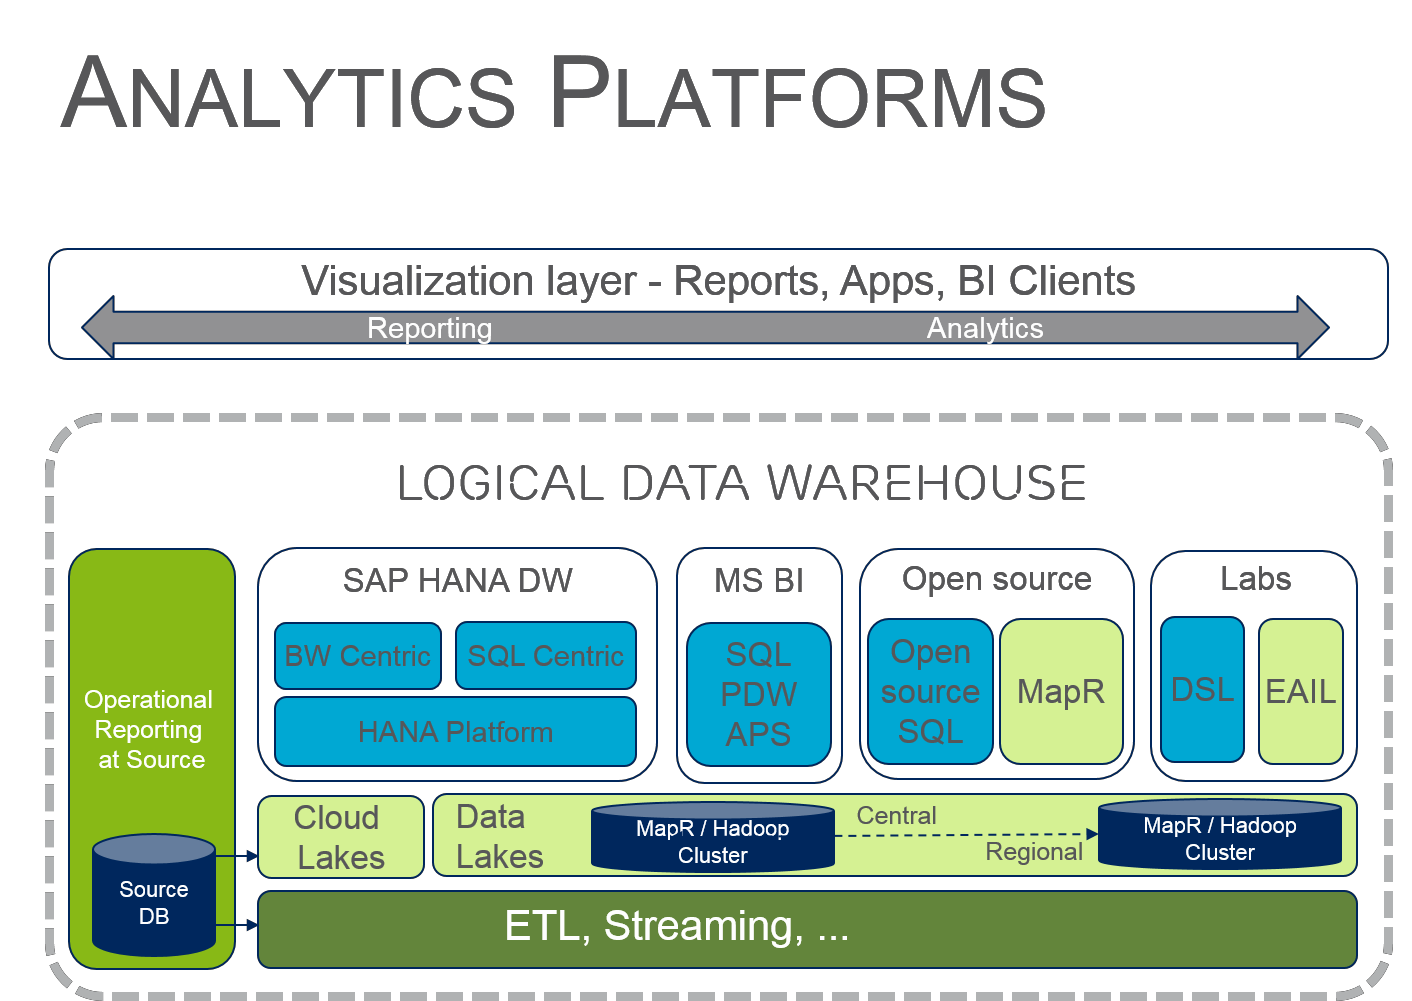 ANALYTICS PLATFORMS
Visualization layer - Reports, Apps, BI Clients
Reporting
Analytics
LOGICAL DATA WAREHOUSE
Operational
Reporting
at Source
Source
DB
SAP HANA DW
BW Centric
SQL Centric
HANA Platform
MS BI
SQL
PDW
APS
Open source
Open
source
SQL
MapR
Labs
DSL
EAIL
Cloud
Lakes
Data
Lakes
MapR / Hadoop
Cluster
Central
Regional
MapR / Hadoop
Cluster
ETL, Streaming, ...